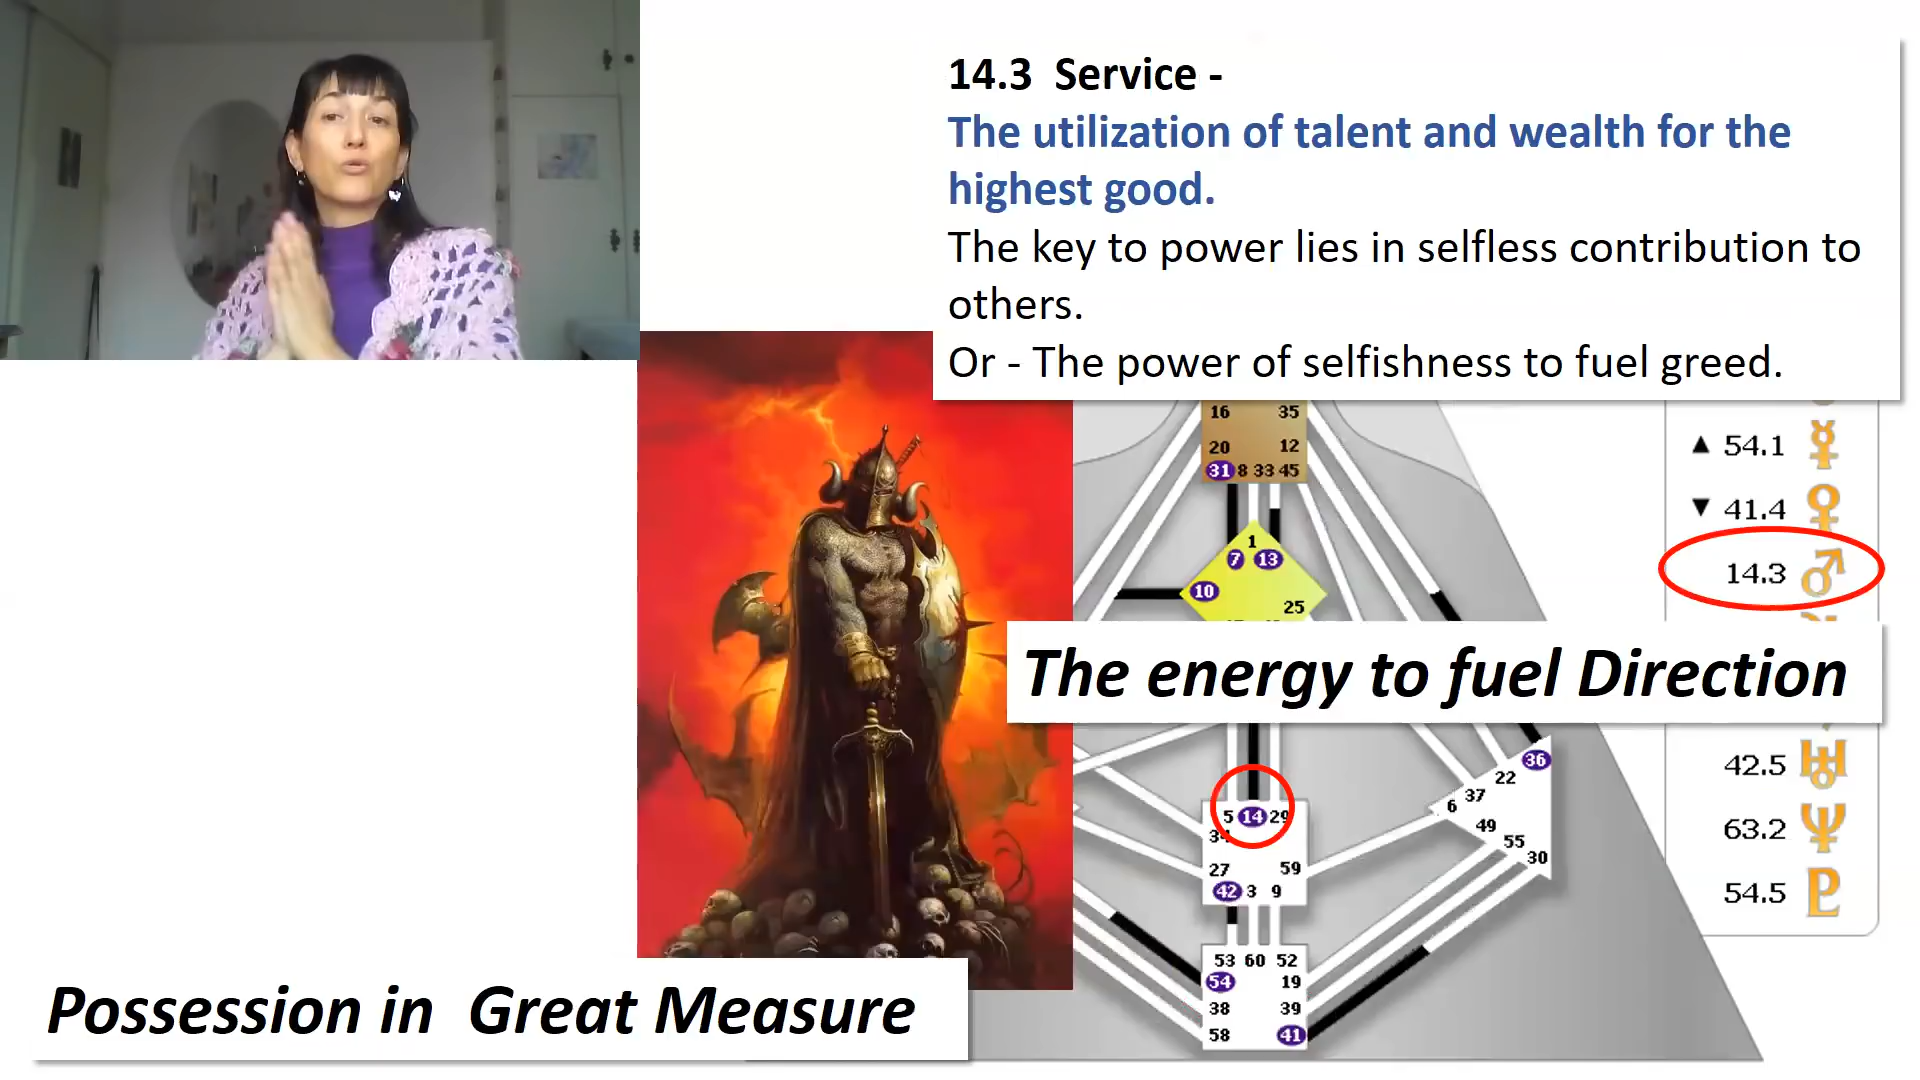 14.3 Service -
The utilization of talent and wealth for the
highest good.
The key to power lies in selfless contribution to
others.
Or - The power of selfishness to fuel greed.
16 35
20 12
31 8 33 45
1
7 13
10
25
▲ 54.1 ☿
▼ 41.4 ♀
14.3 ♂
The energy to fuel Direction
42.5 ♅
63.2 ♆
54.5 ♇
36
22
37
6
49
55
30
5 14 29
34
27 59
42 3 9
53 60 52
54 19
38 39
58 41
Possession in Great Measure